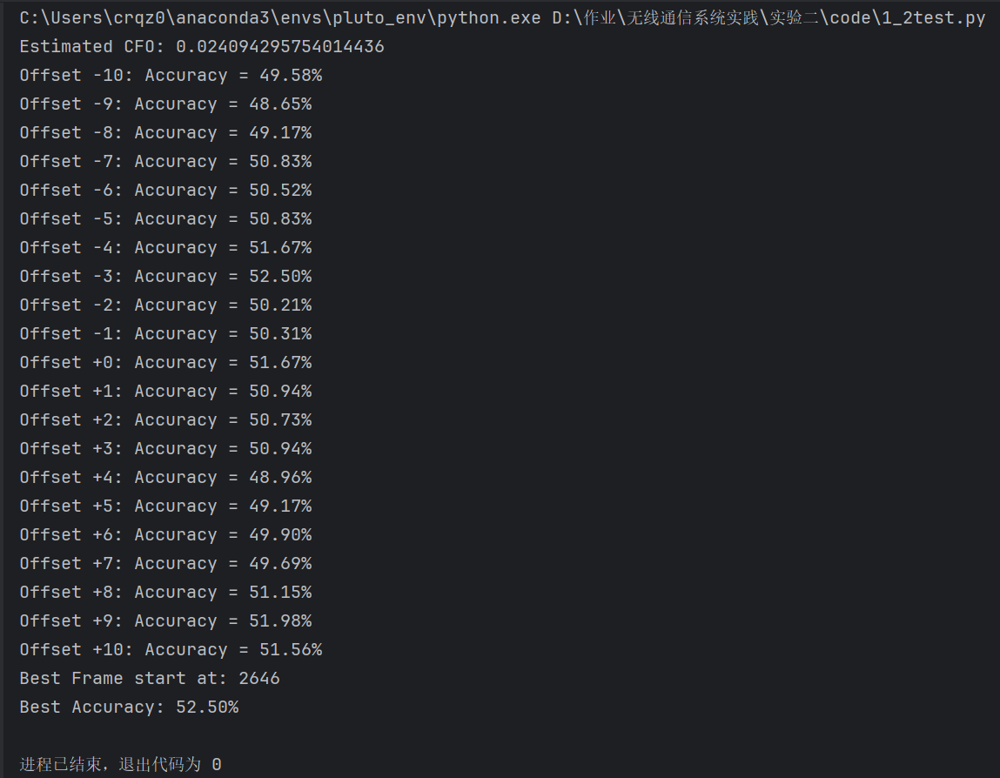 C:\Users\crqz0\anaconda3\envs\pluto_env\python.exe D:\作业\无线通信系统实践\实验二\code\1_2test.py
Estimated CFO: 0.024094295754014436
Offset -10: Accuracy = 49.58%
Offset -9: Accuracy = 48.65%
Offset -8: Accuracy = 49.17%
Offset -7: Accuracy = 50.83%
Offset -6: Accuracy = 50.52%
Offset -5: Accuracy = 50.83%
Offset -4: Accuracy = 51.67%
Offset -3: Accuracy = 52.50%
Offset -2: Accuracy = 50.21%
Offset -1: Accuracy = 50.31%
Offset +0: Accuracy = 51.67%
Offset +1: Accuracy = 50.94%
Offset +2: Accuracy = 50.73%
Offset +3: Accuracy = 50.94%
Offset +4: Accuracy = 48.96%
Offset +5: Accuracy = 49.17%
Offset +6: Accuracy = 49.90%
Offset +7: Accuracy = 49.69%
Offset +8: Accuracy = 51.15%
Offset +9: Accuracy = 51.98%
Offset +10: Accuracy = 51.56%
Best Frame start at: 2646
Best Accuracy: 52.50%
进程已结束，退出代码为 0